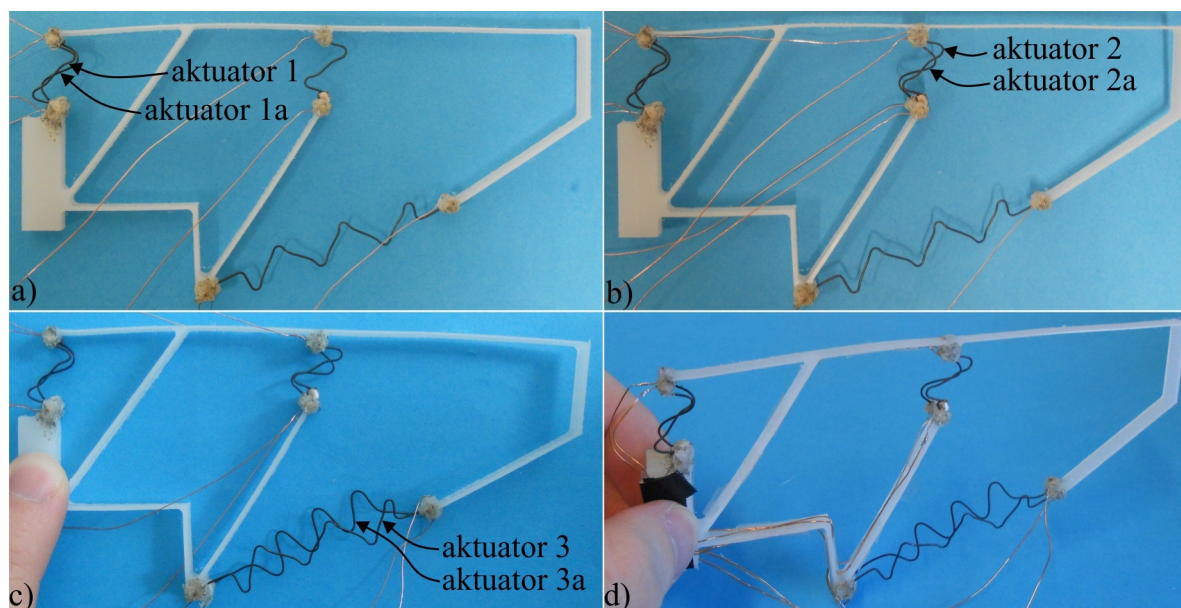 aktuator 1
aktuator 1a
a)
aktuator 2
aktuator 2a
b)
aktuator 3
aktuator 3a
c)
d)